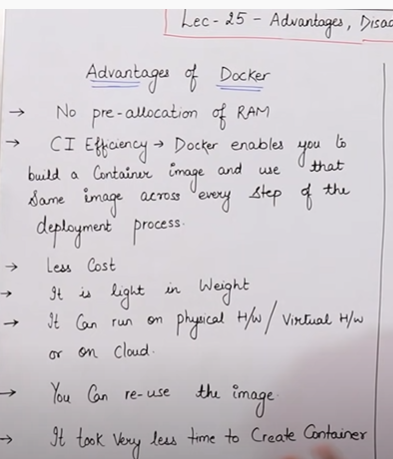 Lec-25 - Advantages, Disad
Advantages of Docker
→ No pre-allocation of RAM
→ CI Efficiency → Docker enables you to
build a Container image and use that
Same image across every step of the
deployment process.
→ Less Cost
→ It is light in Weight
→ It Can run on physical H/w / Virtual H/w
or on Cloud.
→ You Can re-use the image.
→ It took Very less time to Create Container